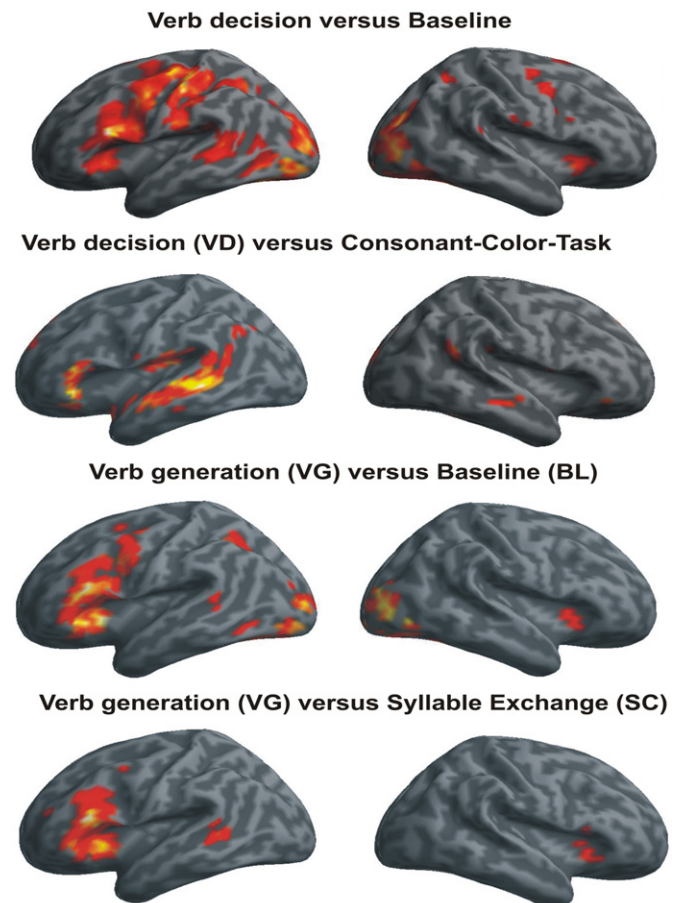 Verb decision versus Baseline
Verb decision (VD) versus Consonant-Color-Task
Verb generation (VG) versus Baseline (BL)
Verb generation (VG) versus Syllable Exchange (SC)